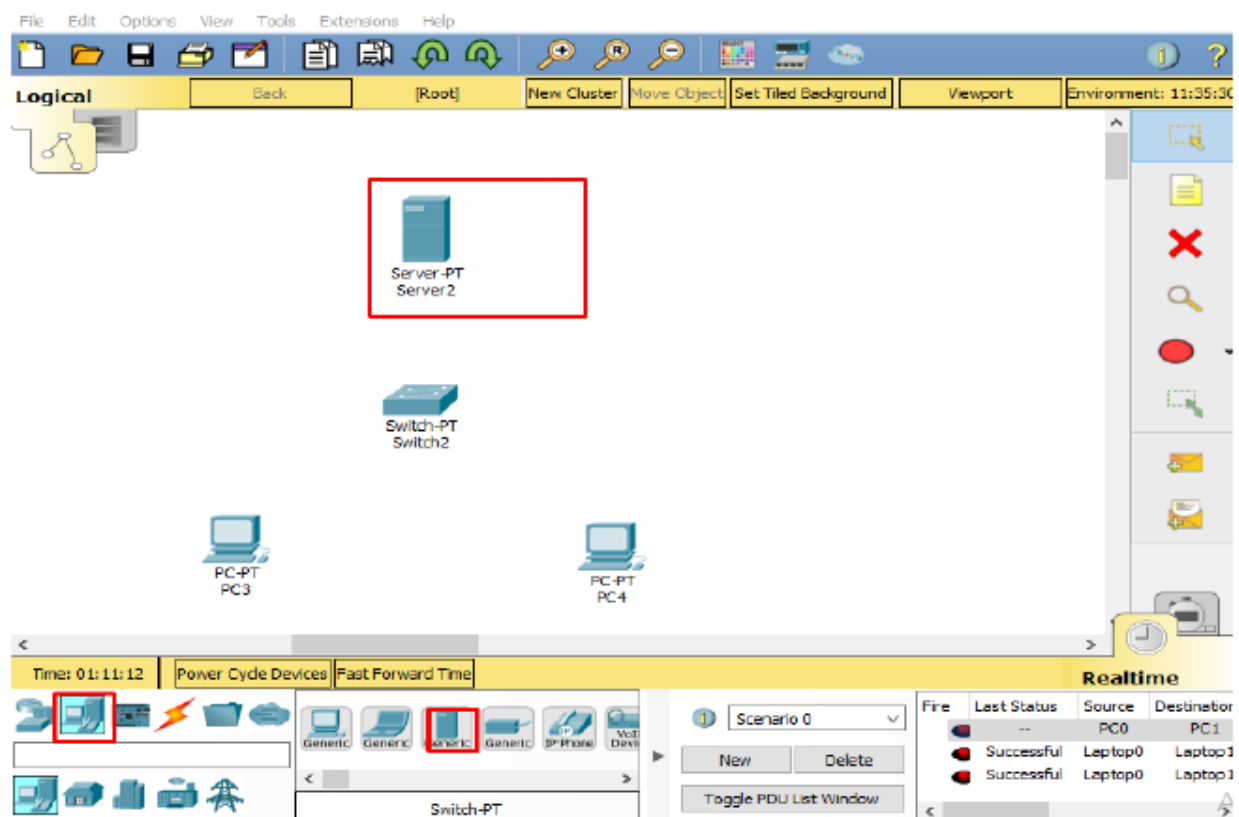 File Edit Options View Tools Extensions Help
Logical Back [Root] New Cluster Move Object Set Tiled Background Viewport Environment: 11:35:30
Server-PT
Server2
Switch-PT
Switch2
PC-PT
PC3
PC-PT
PC4
Time: 01:11:12 Power Cycle Devices Fast Forward Time
Realtime
Generic Generic Generic Generic IP Phone
Switch-PT
Scenario 0
New Delete
Toggle PDU List Window
Fire Last Status Source Destination
-- PC0 PC1
Successful Laptop0 Laptop1
Successful Laptop0 Laptop1